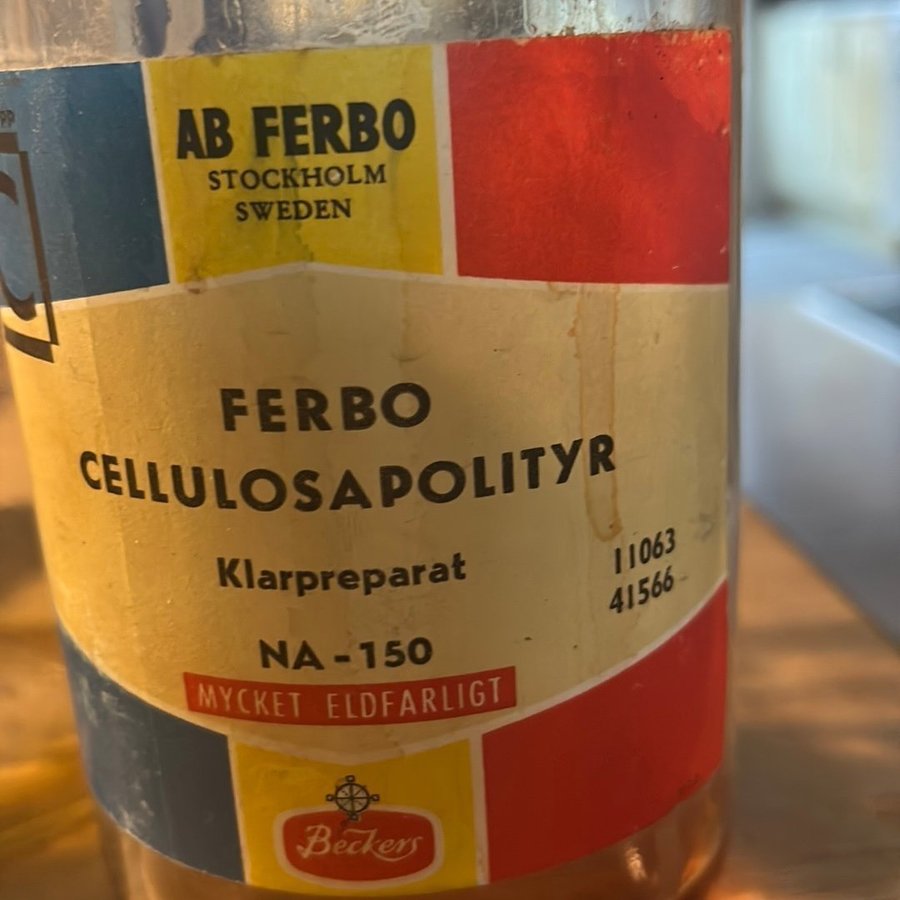 AB FERBO
STOCKHOLM
SWEDEN
FERBO
CELLULOSAPOLITYR
Klarpreparat
11063
41566
NA-150
MYCKET ELDFARLIGT
Beckers